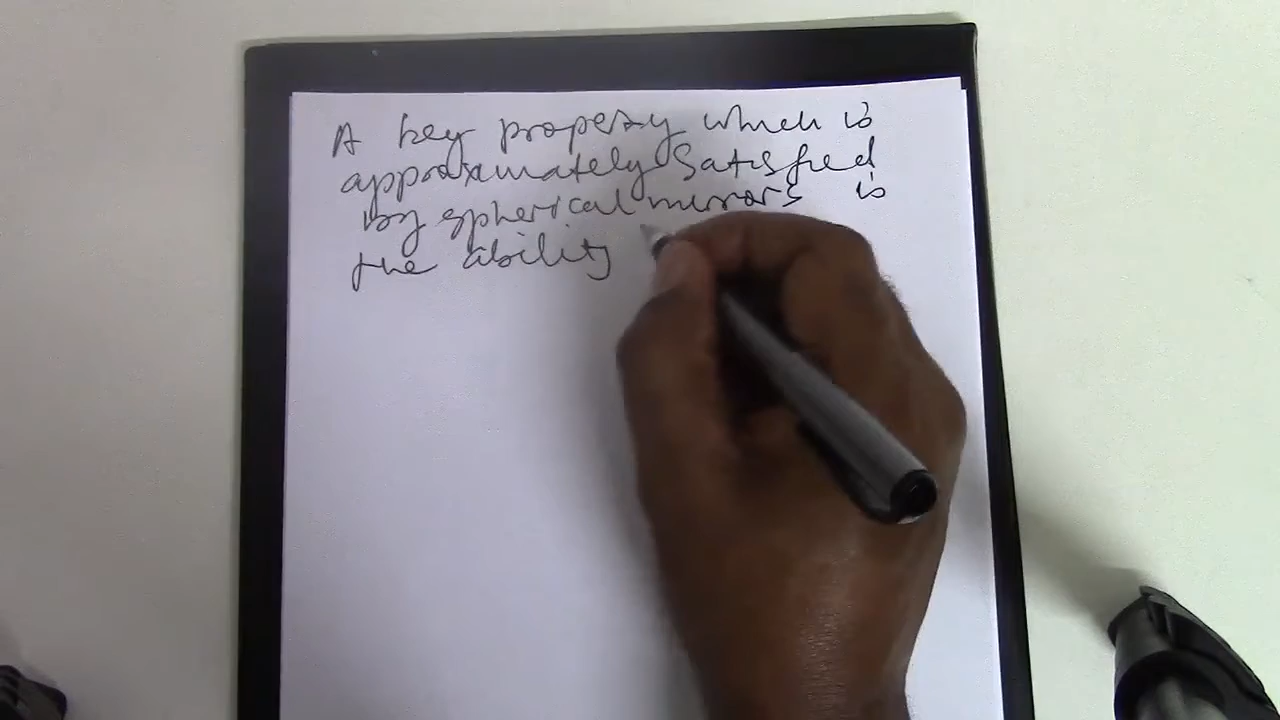 A key property which is
approximately satisfied
by spherical mirrors is
the ability